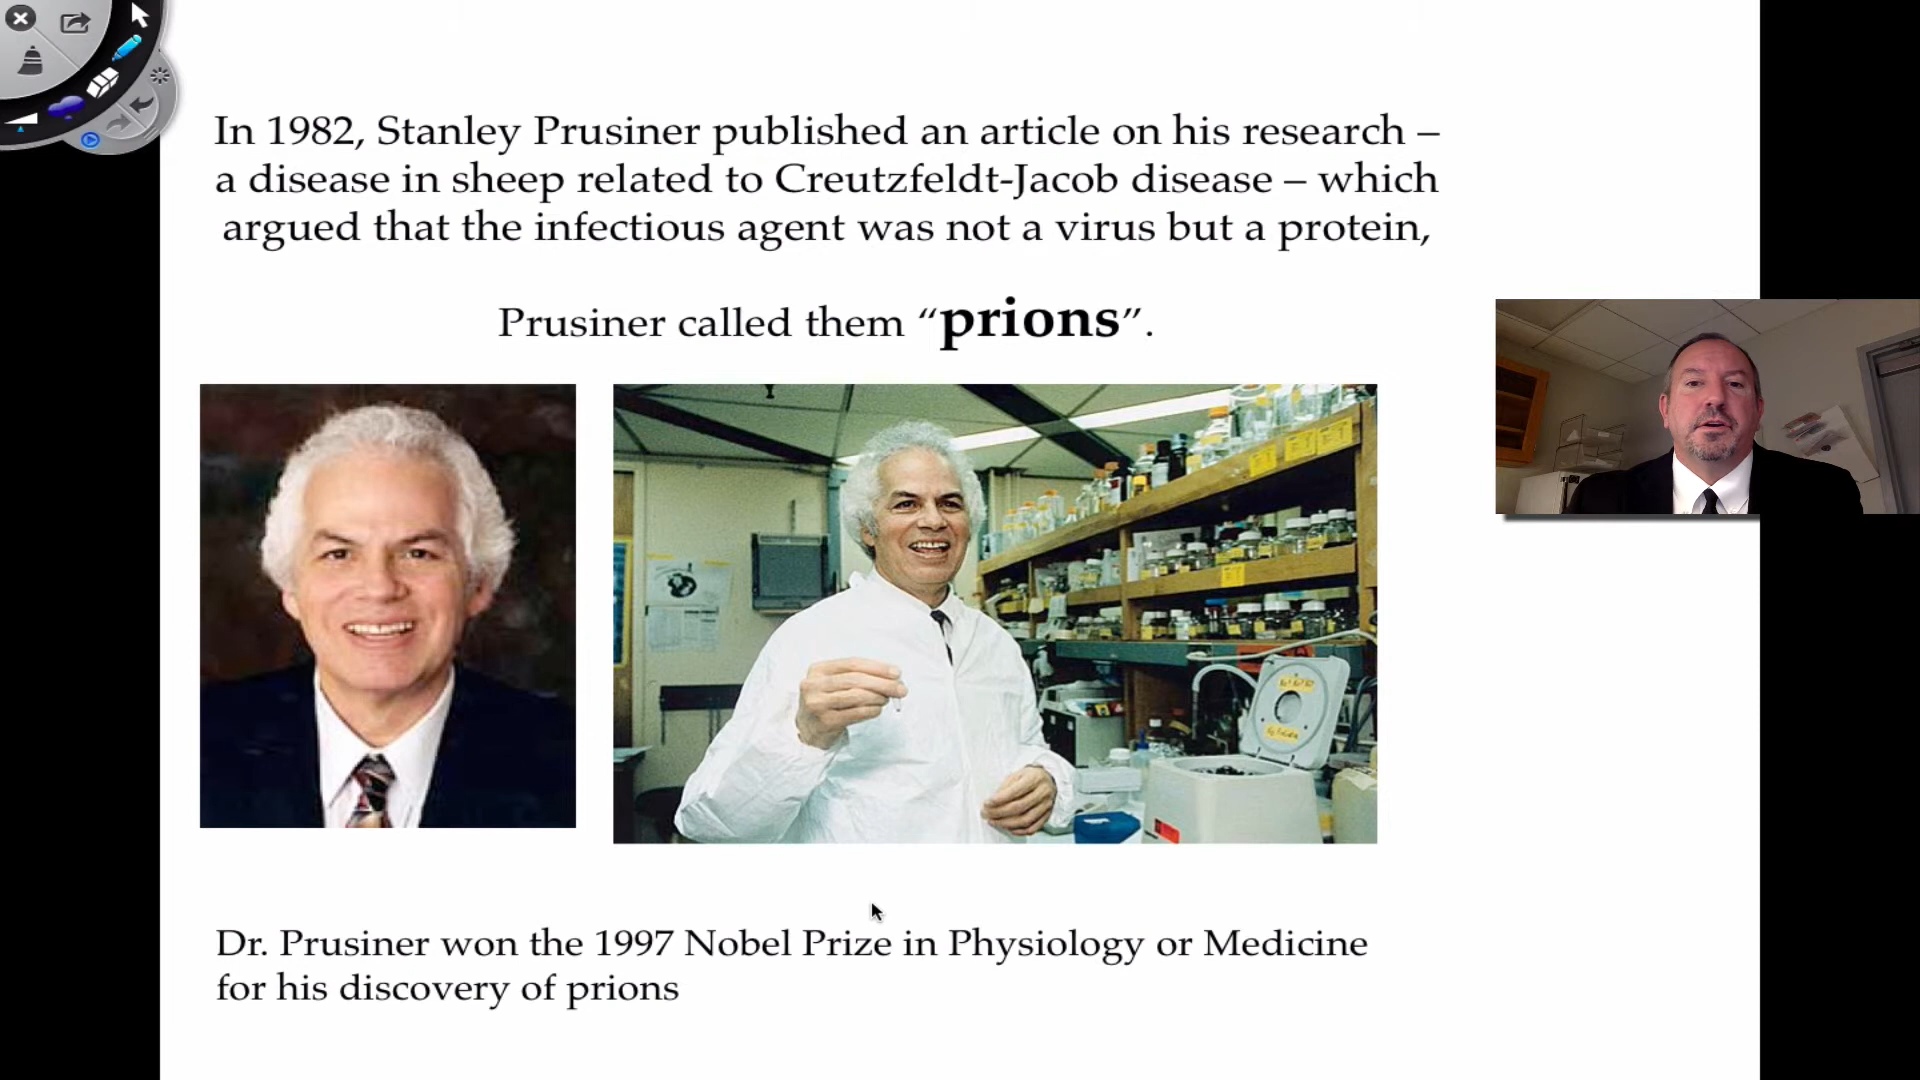 In 1982, Stanley Prusiner published an article on his research –
a disease in sheep related to Creutzfeldt-Jacob disease – which
argued that the infectious agent was not a virus but a protein,
Prusiner called them “prions”.
Dr. Prusiner won the 1997 Nobel Prize in Physiology or Medicine
for his discovery of prions